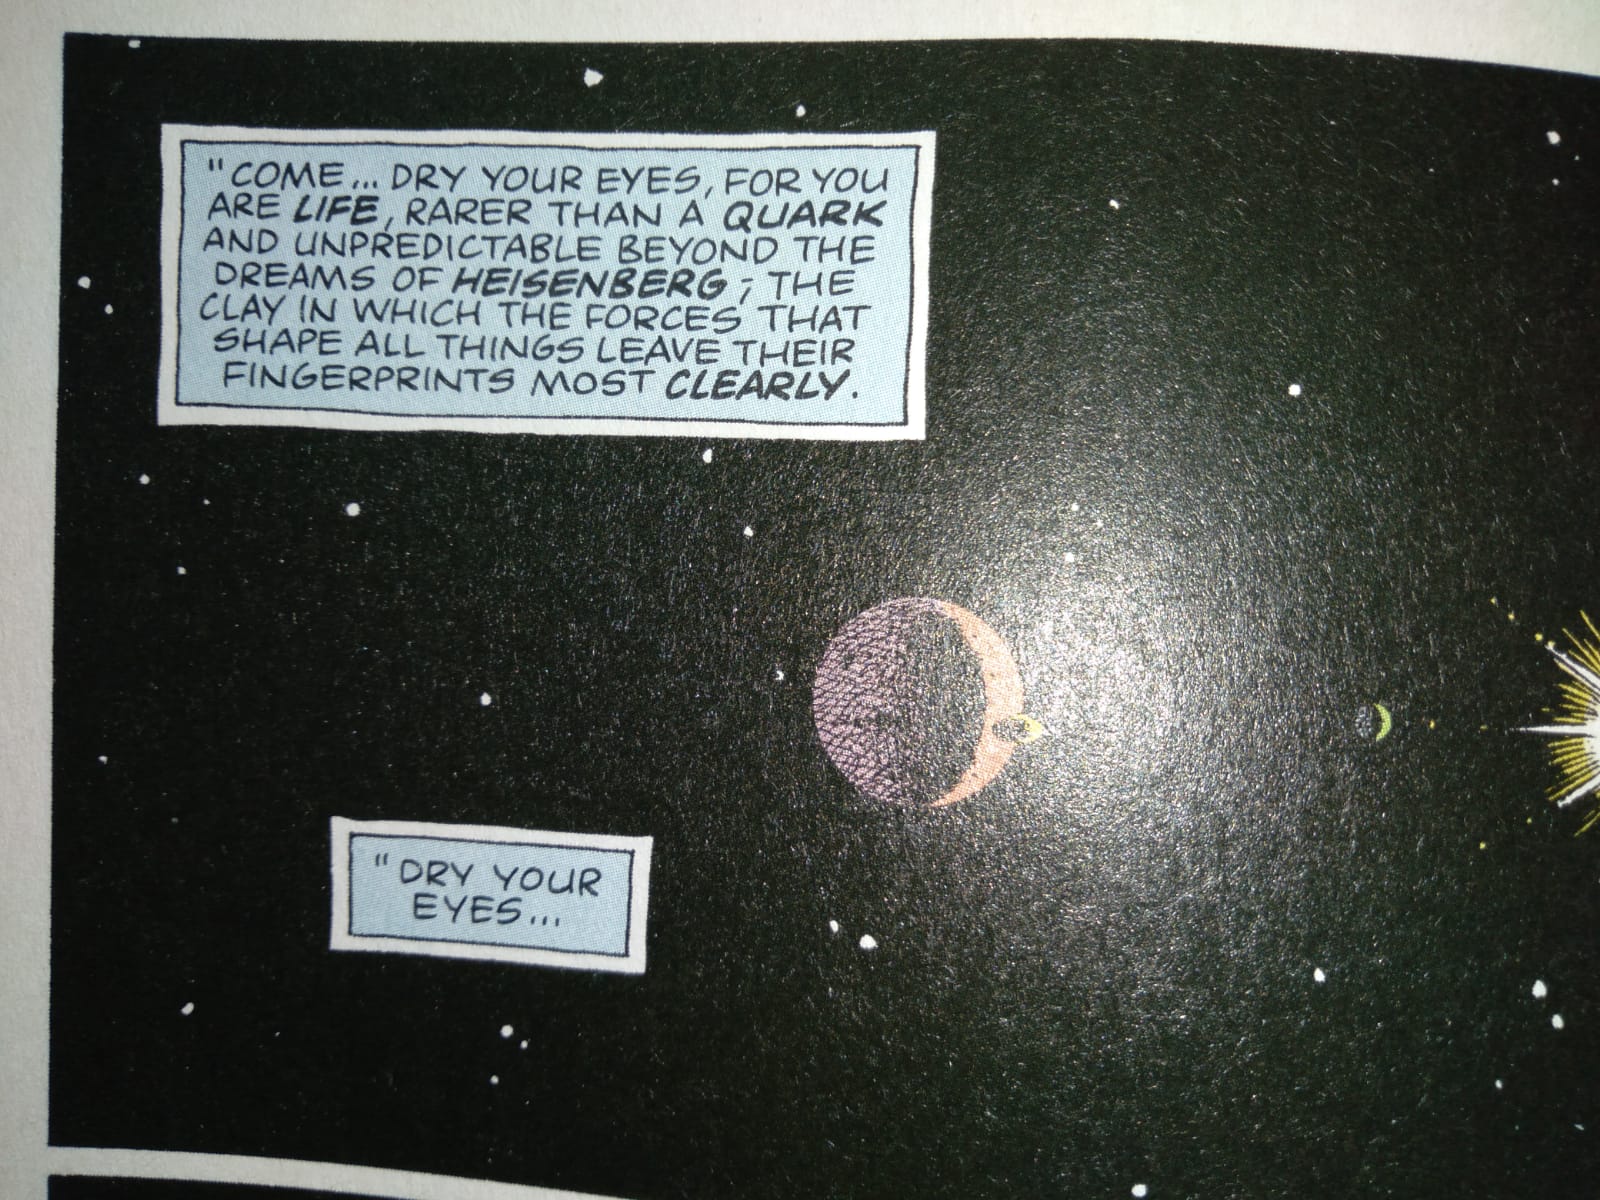 "COME... DRY YOUR EYES, FOR YOU
ARE LIFE, RARER THAN A QUARK
AND UNPREDICTABLE BEYOND THE
DREAMS OF HEISENBERG; THE
CLAY IN WHICH THE FORCES THAT
SHAPE ALL THINGS LEAVE THEIR
FINGERPRINTS MOST CLEARLY.
"DRY YOUR
EYES...